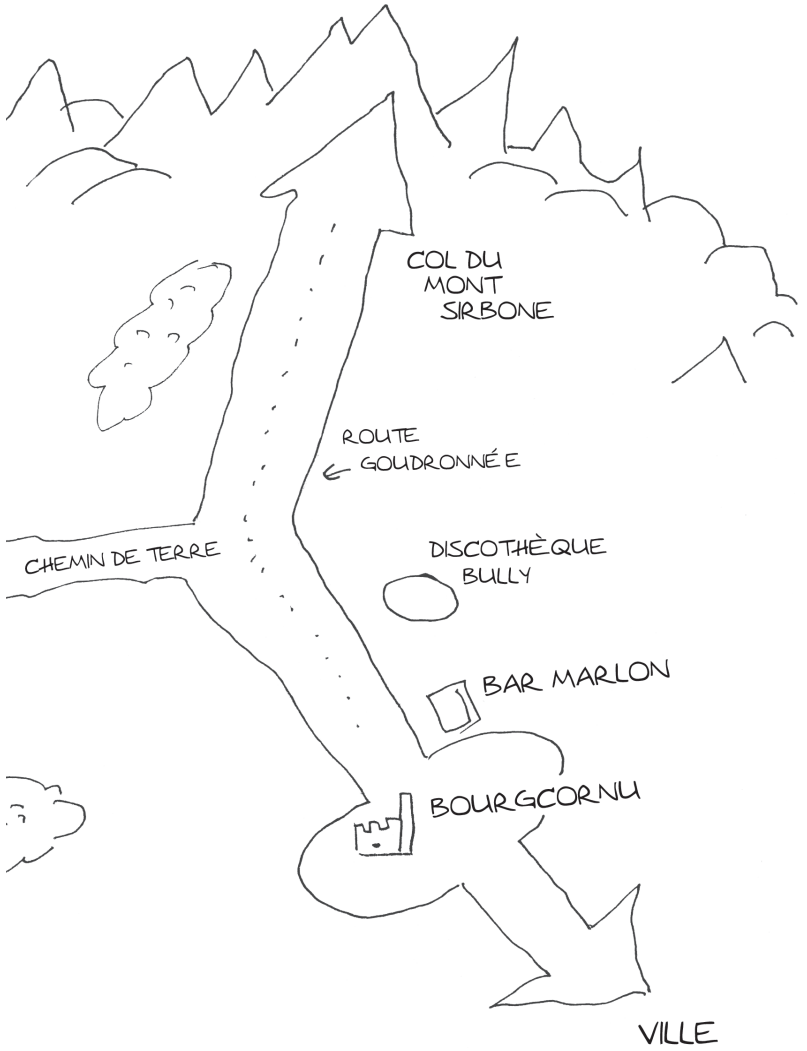 COL DU
MONT
SIRBONE
ROUTE
GOUDRONNÉE
CHEMIN DE TERRE
DISCOTHÈQUE
BULLY
BAR MARLON
BOURGCORNU
VILLE